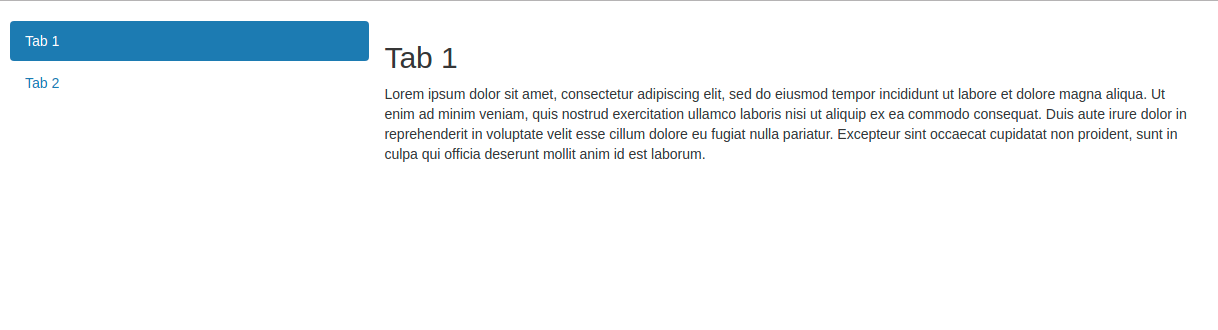 Tab 1
Tab 2
Tab 1
Lorem ipsum dolor sit amet, consectetur adipiscing elit, sed do eiusmod tempor incididunt ut labore et dolore magna aliqua. Ut
enim ad minim veniam, quis nostrud exercitation ullamco laboris nisi ut aliquip ex ea commodo consequat. Duis aute irure dolor in
reprehenderit in voluptate velit esse cillum dolore eu fugiat nulla pariatur. Excepteur sint occaecat cupidatat non proident, sunt in
culpa qui officia deserunt mollit anim id est laborum.